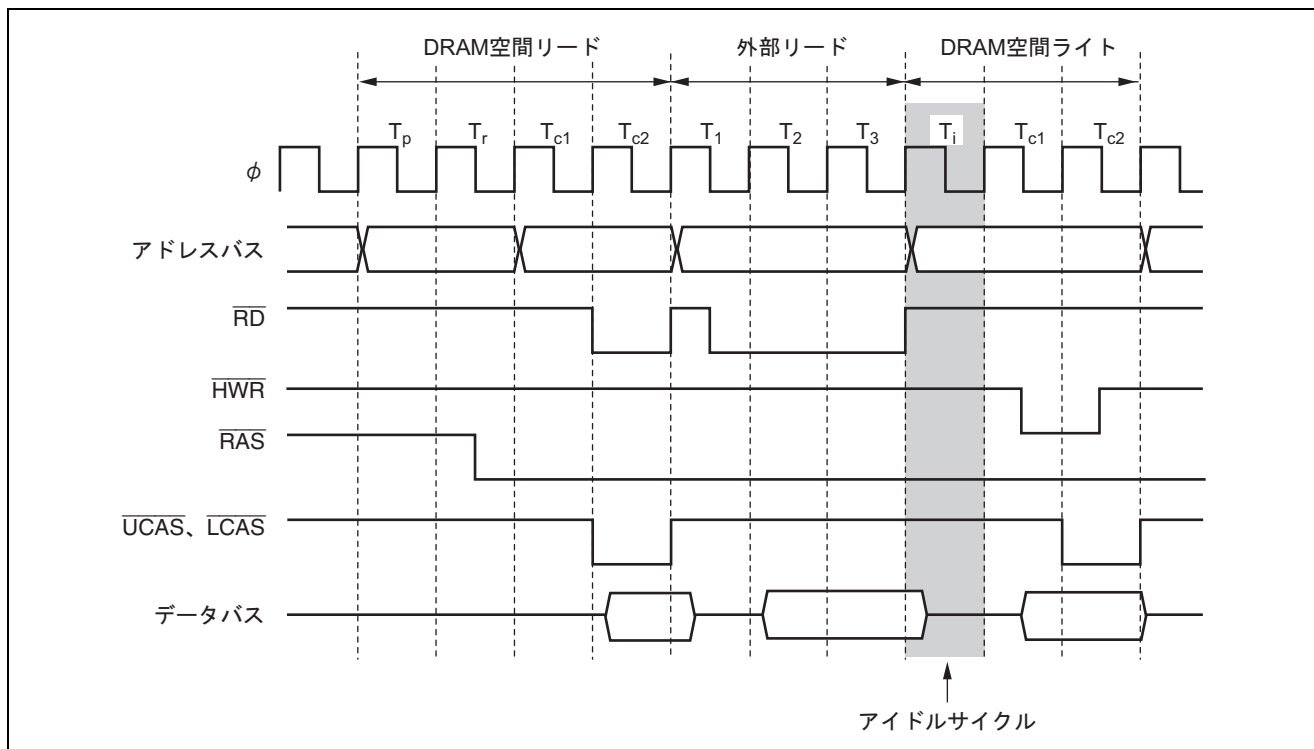 DRAM空間リード 外部リード DRAM空間ライト
Tp Tr Tc1 Tc2 T1 T2 T3 Ti Tc1 Tc2
φ
アドレスバス
RD
HWR
RAS
UCAS、LCAS
データバス
アイドルサイクル